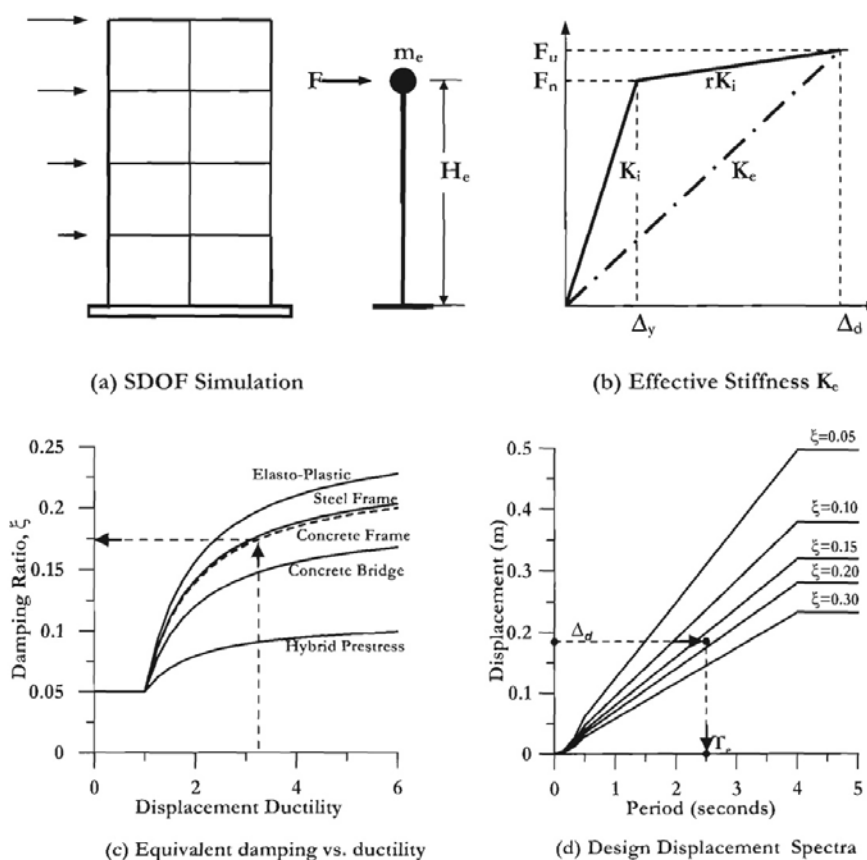 F
mₑ
Hₑ
(a) SDOF Simulation
Fᵤ
Fₙ
rKᵢ
Kᵢ
Kₑ
Δy
Δd
(b) Effective Stiffness Kₑ
0.25
0.2
0.15
0.1
0.05
0
Damping Ratio, ξ
Elasto-Plastic
Steel Frame
Concrete Frame
Concrete Bridge
Hybrid Prestress
0 2 4 6
Displacement Ductility
(c) Equivalent damping vs. ductility
0.5
0.4
0.3
0.2
0.1
0
Displacement (m)
ξ=0.05
ξ=0.10
ξ=0.15
ξ=0.20
ξ=0.30
Δd
Tₑ
0 1 2 3 4 5
Period (seconds)
(d) Design Displacement Spectra